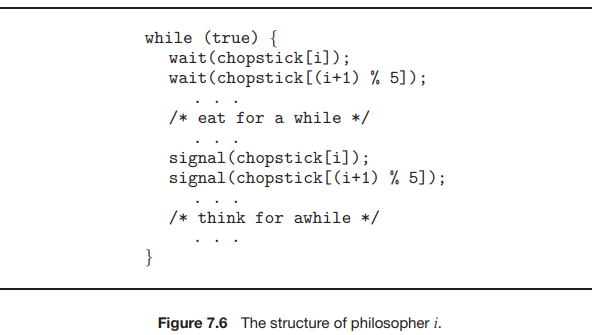 while (true) {
wait(chopstick[i]);
wait(chopstick[(i+1) % 5]);
. . .
/* eat for a while */
. . .
signal(chopstick[i]);
signal(chopstick[(i+1) % 5]);
. . .
/* think for awhile */
. . .
}
Figure 7.6 The structure of philosopher i.